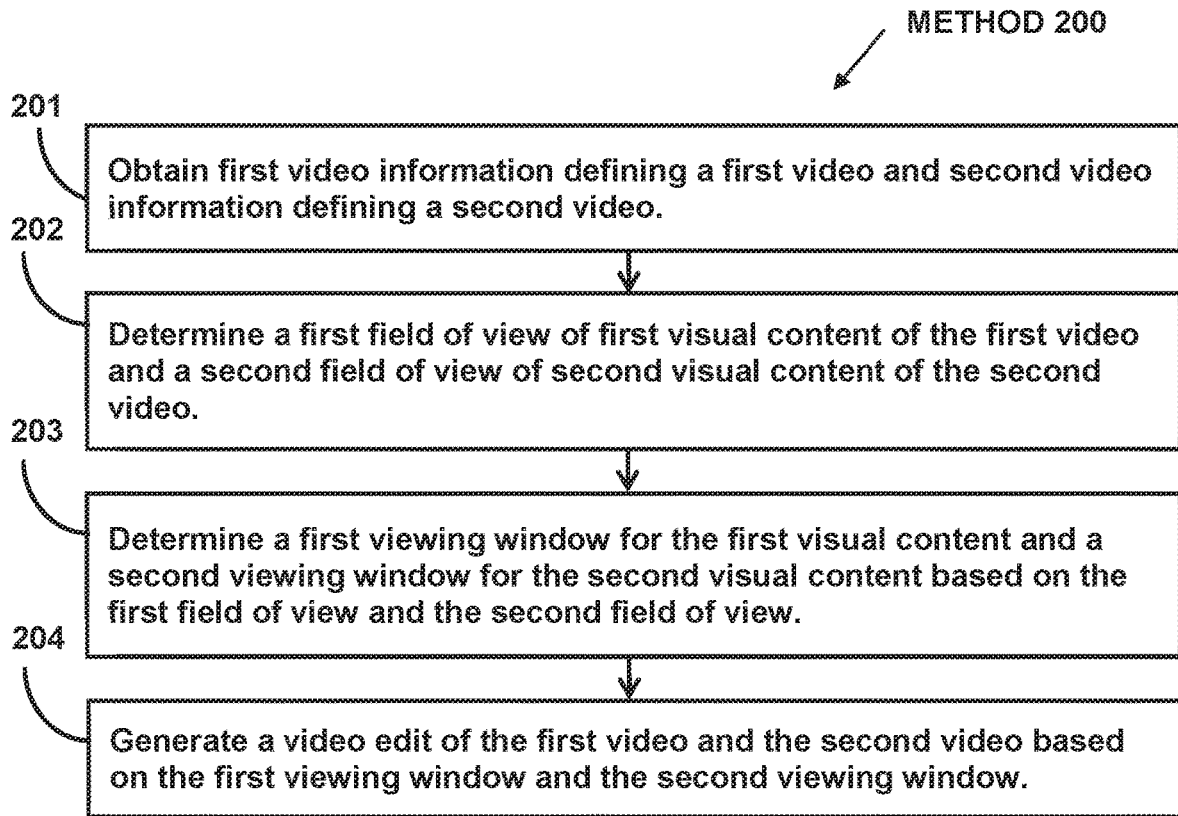 METHOD 200
201
Obtain first video information defining a first video and second video
information defining a second video.
202
Determine a first field of view of first visual content of the first video
and a second field of view of second visual content of the second
video.
203
Determine a first viewing window for the first visual content and a
second viewing window for the second visual content based on the
first field of view and the second field of view.
204
Generate a video edit of the first video and the second video based
on the first viewing window and the second viewing window.